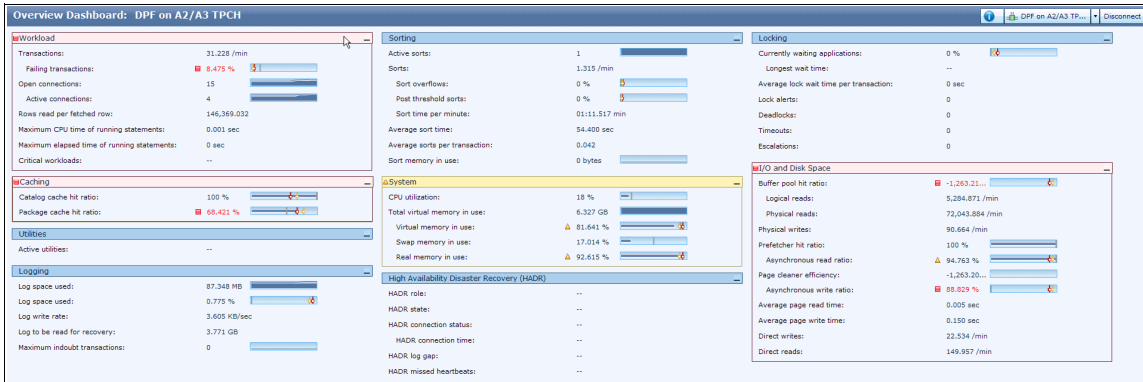 Overview Dashboard: DPF on A2/A3 TPCH
DPF on A2/A3 TP...
Disconnect
Workload
Transactions: 31.228 /min
Failing transactions: 8.475 %
Open connections: 15
Active connections: 4
Rows read per fetched row: 146,369.032
Maximum CPU time of running statements: 0.001 sec
Maximum elapsed time of running statements: 0 sec
Critical workloads: --
Caching
Catalog cache hit ratio: 100 %
Package cache hit ratio: 68.421 %
Utilities
Active utilities: --
Logging
Log space used: 87.348 MB
Log space used: 0.775 %
Log write rate: 3.605 KB/sec
Log to be read for recovery: 3.771 GB
Maximum indoubt transactions: 0
Sorting
Active sorts: 1
Sorts: 1.315 /min
Sort overflows: 0 %
Post threshold sorts: 0 %
Sort time per minute: 01:11.517 min
Average sort time: 54.400 sec
Average sorts per transaction: 0.042
Sort memory in use: 0 bytes
System
CPU utilization: 18 %
Total virtual memory in use: 6.327 GB
Virtual memory in use: 81.641 %
Swap memory in use: 17.014 %
Real memory in use: 92.615 %
High Availability Disaster Recovery (HADR)
HADR role: --
HADR state: --
HADR connection status: --
HADR connection time: --
HADR log gap: --
HADR missed heartbeats: --
Locking
Currently waiting applications: 0 %
Longest wait time: --
Average lock wait time per transaction: 0 sec
Lock alerts: 0
Deadlocks: 0
Timeouts: 0
Escalations: 0
I/O and Disk Space
Buffer pool hit ratio: -1,263.21...
Logical reads: 5,284.871 /min
Physical reads: 72,043.884 /min
Physical writes: 90.664 /min
Prefetcher hit ratio: 100 %
Asynchronous read ratio: 94.763 %
Page cleaner efficiency: -1,263.20...
Asynchronous write ratio: 88.829 %
Average page read time: 0.005 sec
Average page write time: 0.150 sec
Direct writes: 22.534 /min
Direct reads: 149.957 /min